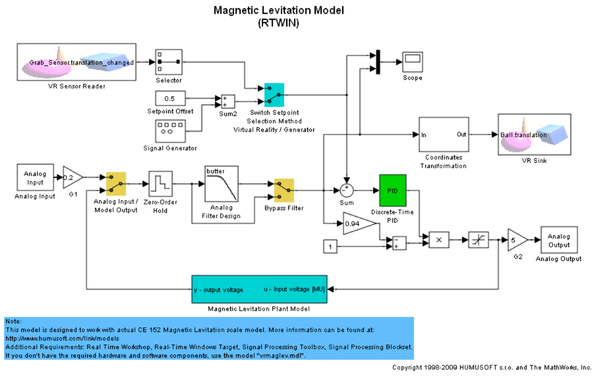 Magnetic Levitation Model
(RTWIN)
Grab_Sensor.translation_changed
VR Sensor Reader
Selector
0.5
Setpoint Offset
Signal Generator
Sum2
Switch Setpoint
Selection Method
Virtual Reality / Generator
Scope
In
Out
Coordinates
Transformation
Ball.translation
VR Sink
Analog
Input
Analog Input
0.2
G1
Analog Input /
Model Output
Zero-Order
Hold
butter
Analog
Filter Design
Bypass Filter
Sum
PID
Discrete-Time
PID
0.94
1
5
G2
Analog
Output
Analog Output
y - output voltage
u - Input voltage [MU]
Magnetic Levitation Plant Model
Note:
This model is designed to work with actual CE 152 Magnetic Levitation scale model. More information can be found at:
http://www.humusoft.com/link/models
Additional Requirements: Real Time Workshop, Real-Time Windows Target, Signal Processing Toolbox, Signal Processing Blockset.
If you don't have the required hardware and software components, use the model "vrmaglev.mdl".
Copyright 1998-2009 HUMUSOFT s.r.o. and The MathWorks, Inc.